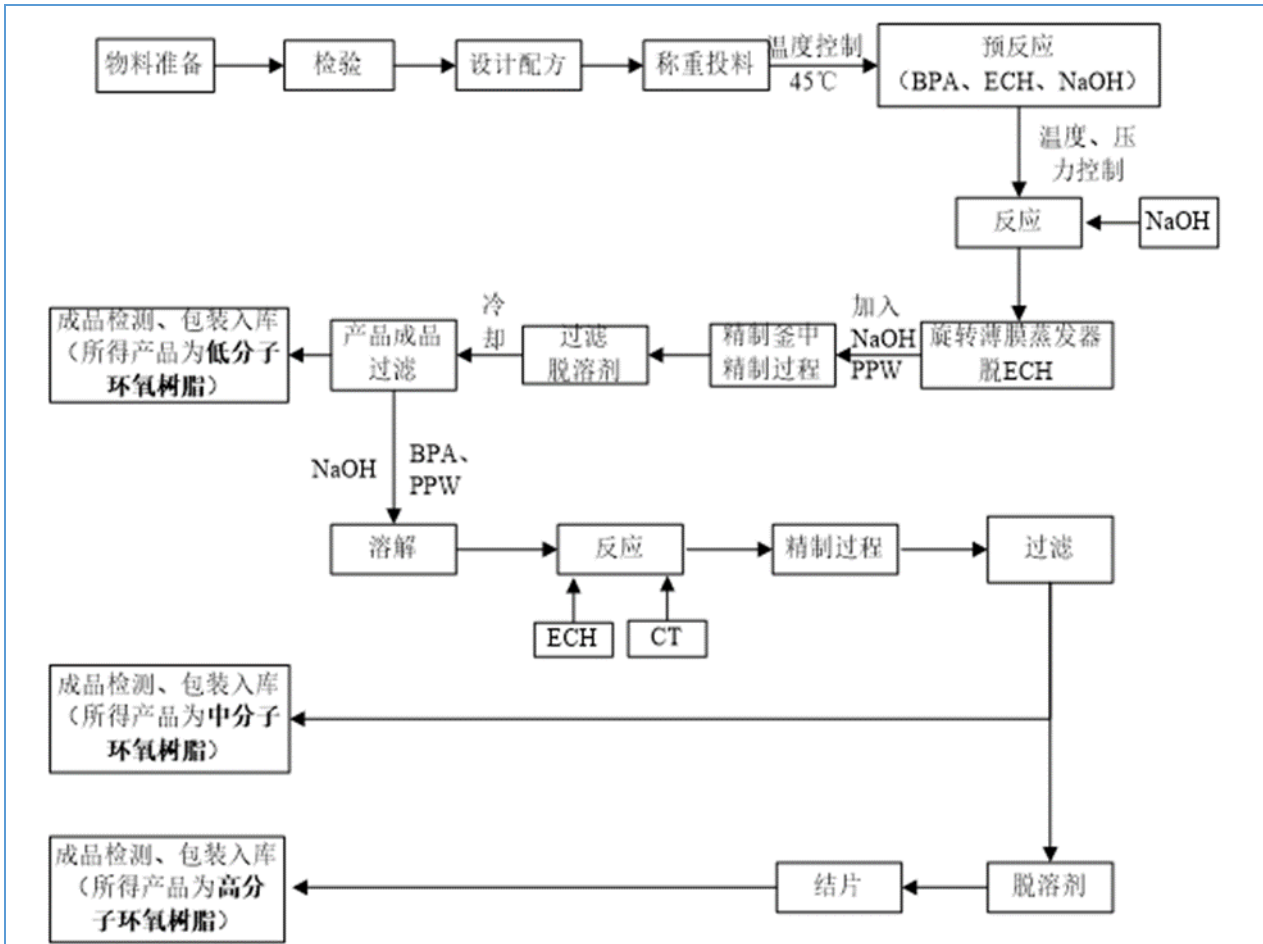 物料准备
检验
设计配方
称重投料
温度控制
45℃
预反应
（BPA、ECH、NaOH）
温度、压
力控制
反应
NaOH
成品检测、包装入库
（所得产品为低分子
环氧树脂）
产品成品
过滤
冷
却
过滤
脱溶剂
精制釜中
精制过程
加入
NaOH
PPW
旋转薄膜蒸发器
脱ECH
NaOH
BPA、
PPW
溶解
反应
精制过程
过滤
ECH
CT
成品检测、包装入库
（所得产品为中分子
环氧树脂）
成品检测、包装入库
（所得产品为高分
子环氧树脂）
结片
脱溶剂